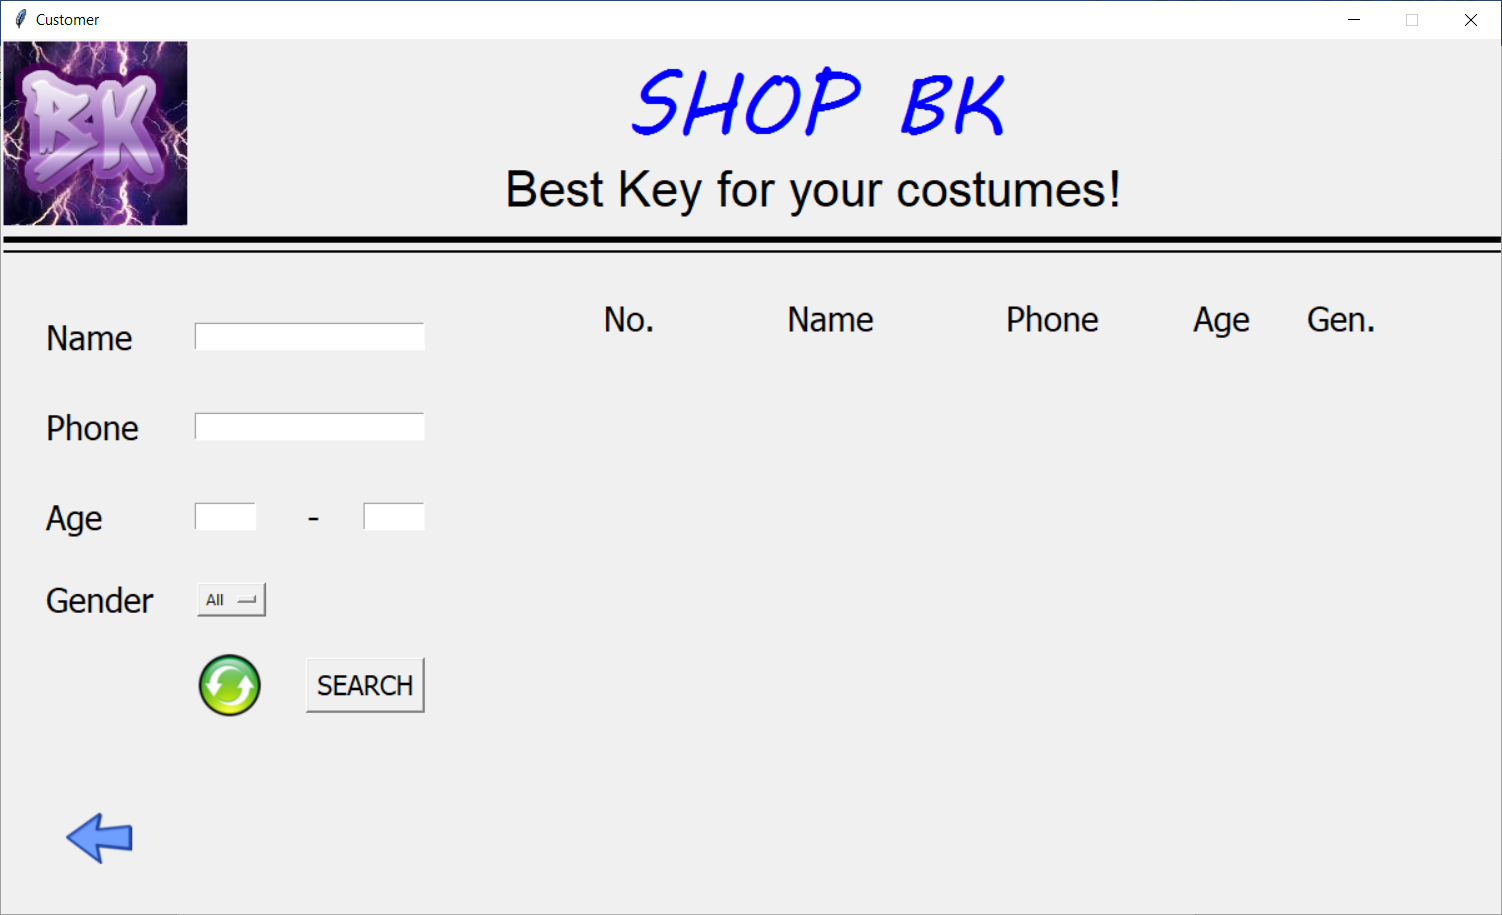 Customer
BK
SHOP BK
Best Key for your costumes!
No. Name Phone Age Gen.
Name
Phone
Age -
Gender All
SEARCH